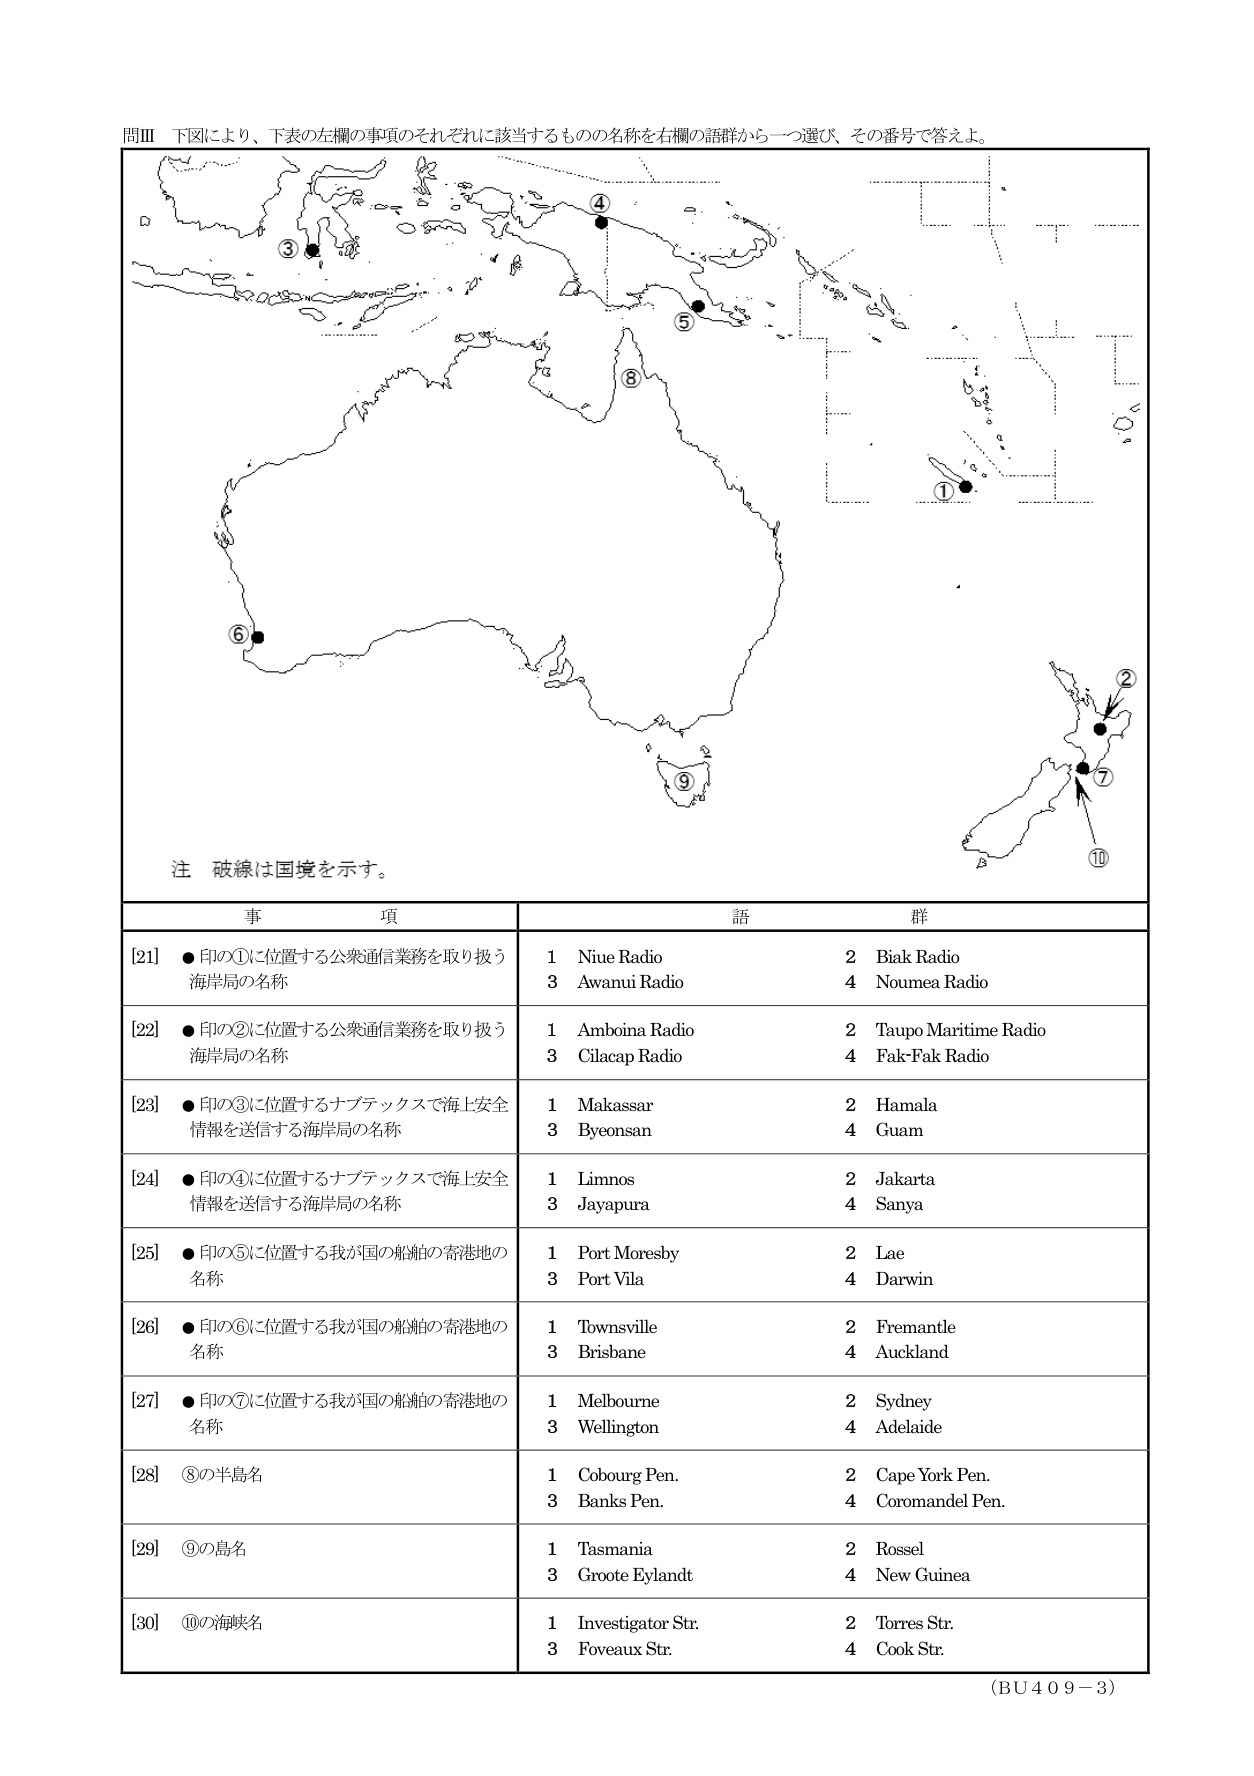 問Ⅲ　下図により、下表の左欄の事項のそれぞれに該当するものの名称を右欄の語群から一つ選び、その番号で答えよ。
④
③
⑤
⑧
①
⑥
②
⑨
⑦
⑩
注　破線は国境を示す。
事　項　語　群
[21]　●印の①に位置する公衆通信業務を取り扱う　1　Niue Radio　2　Biak Radio
海岸局の名称　3　Awanui Radio　4　Noumea Radio
[22]　●印の②に位置する公衆通信業務を取り扱う　1　Amboina Radio　2　Taupo Maritime Radio
海岸局の名称　3　Cilacap Radio　4　Fak-Fak Radio
[23]　●印の③に位置するナブテックスで海上安全　1　Makassar　2　Hamala
情報を送信する海岸局の名称　3　Byeonsan　4　Guam
[24]　●印の④に位置するナブテックスで海上安全　1　Limnos　2　Jakarta
情報を送信する海岸局の名称　3　Jayapura　4　Sanya
[25]　●印の⑤に位置する我が国の船舶の寄港地の　1　Port Moresby　2　Lae
名称　3　Port Vila　4　Darwin
[26]　●印の⑥に位置する我が国の船舶の寄港地の　1　Townsville　2　Fremantle
名称　3　Brisbane　4　Auckland
[27]　●印の⑦に位置する我が国の船舶の寄港地の　1　Melbourne　2　Sydney
名称　3　Wellington　4　Adelaide
[28]　⑧の半島名　1　Cobourg Pen.　2　Cape York Pen.
3　Banks Pen.　4　Coromandel Pen.
[29]　⑨の島名　1　Tasmania　2　Rossel
3　Groote Eylandt　4　New Guinea
[30]　⑩の海峡名　1　Investigator Str.　2　Torres Str.
3　Foveaux Str.　4　Cook Str.
（ＢＵ４０９－３）